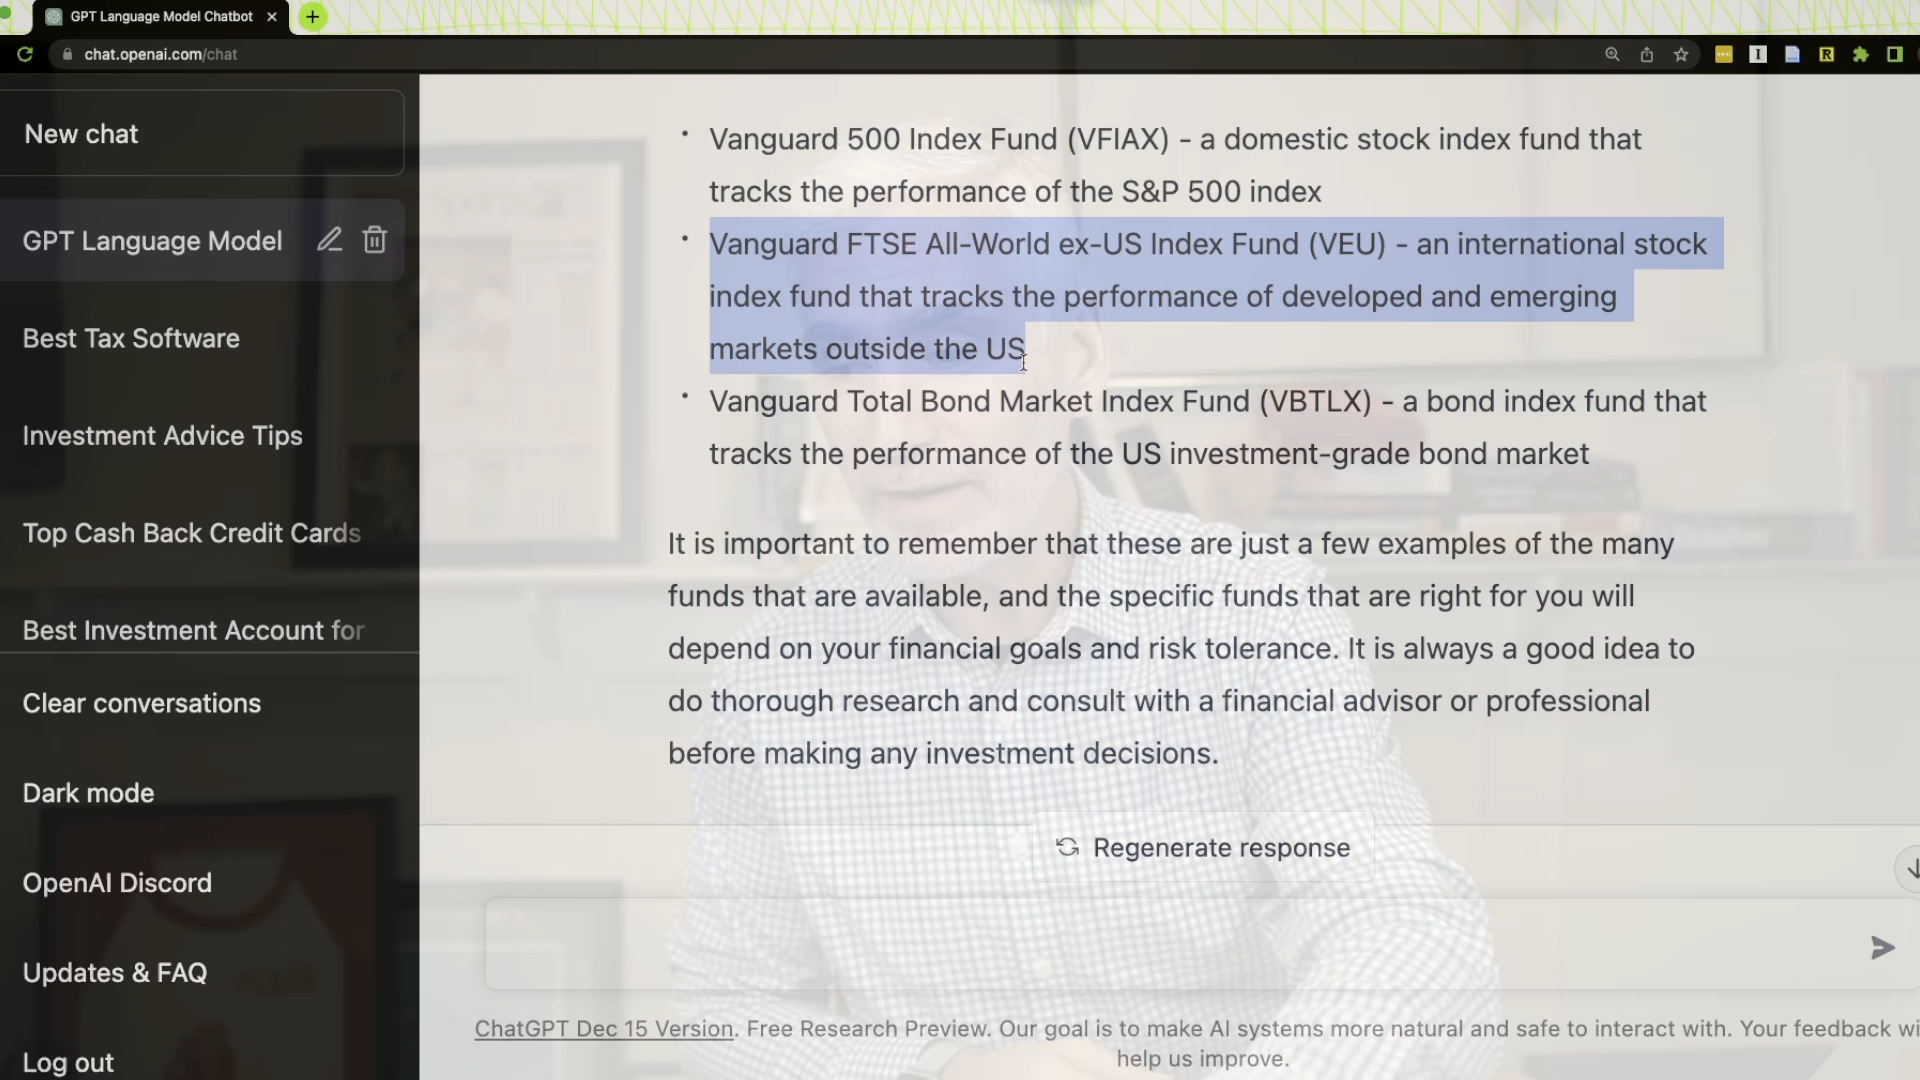 GPT Language Model Chatbot
chat.openai.com/chat
New chat
GPT Language Model
Best Tax Software
Investment Advice Tips
Top Cash Back Credit Cards
Best Investment Account for
Clear conversations
Dark mode
OpenAI Discord
Updates & FAQ
Log out
• Vanguard 500 Index Fund (VFIAX) - a domestic stock index fund that
tracks the performance of the S&P 500 index
• Vanguard FTSE All-World ex-US Index Fund (VEU) - an international stock
index fund that tracks the performance of developed and emerging
markets outside the US
• Vanguard Total Bond Market Index Fund (VBTLX) - a bond index fund that
tracks the performance of the US investment-grade bond market
It is important to remember that these are just a few examples of the many
funds that are available, and the specific funds that are right for you will
depend on your financial goals and risk tolerance. It is always a good idea to
do thorough research and consult with a financial advisor or professional
before making any investment decisions.
Regenerate response
ChatGPT Dec 15 Version. Free Research Preview. Our goal is to make AI systems more natural and safe to interact with. Your feedback wi
help us improve.